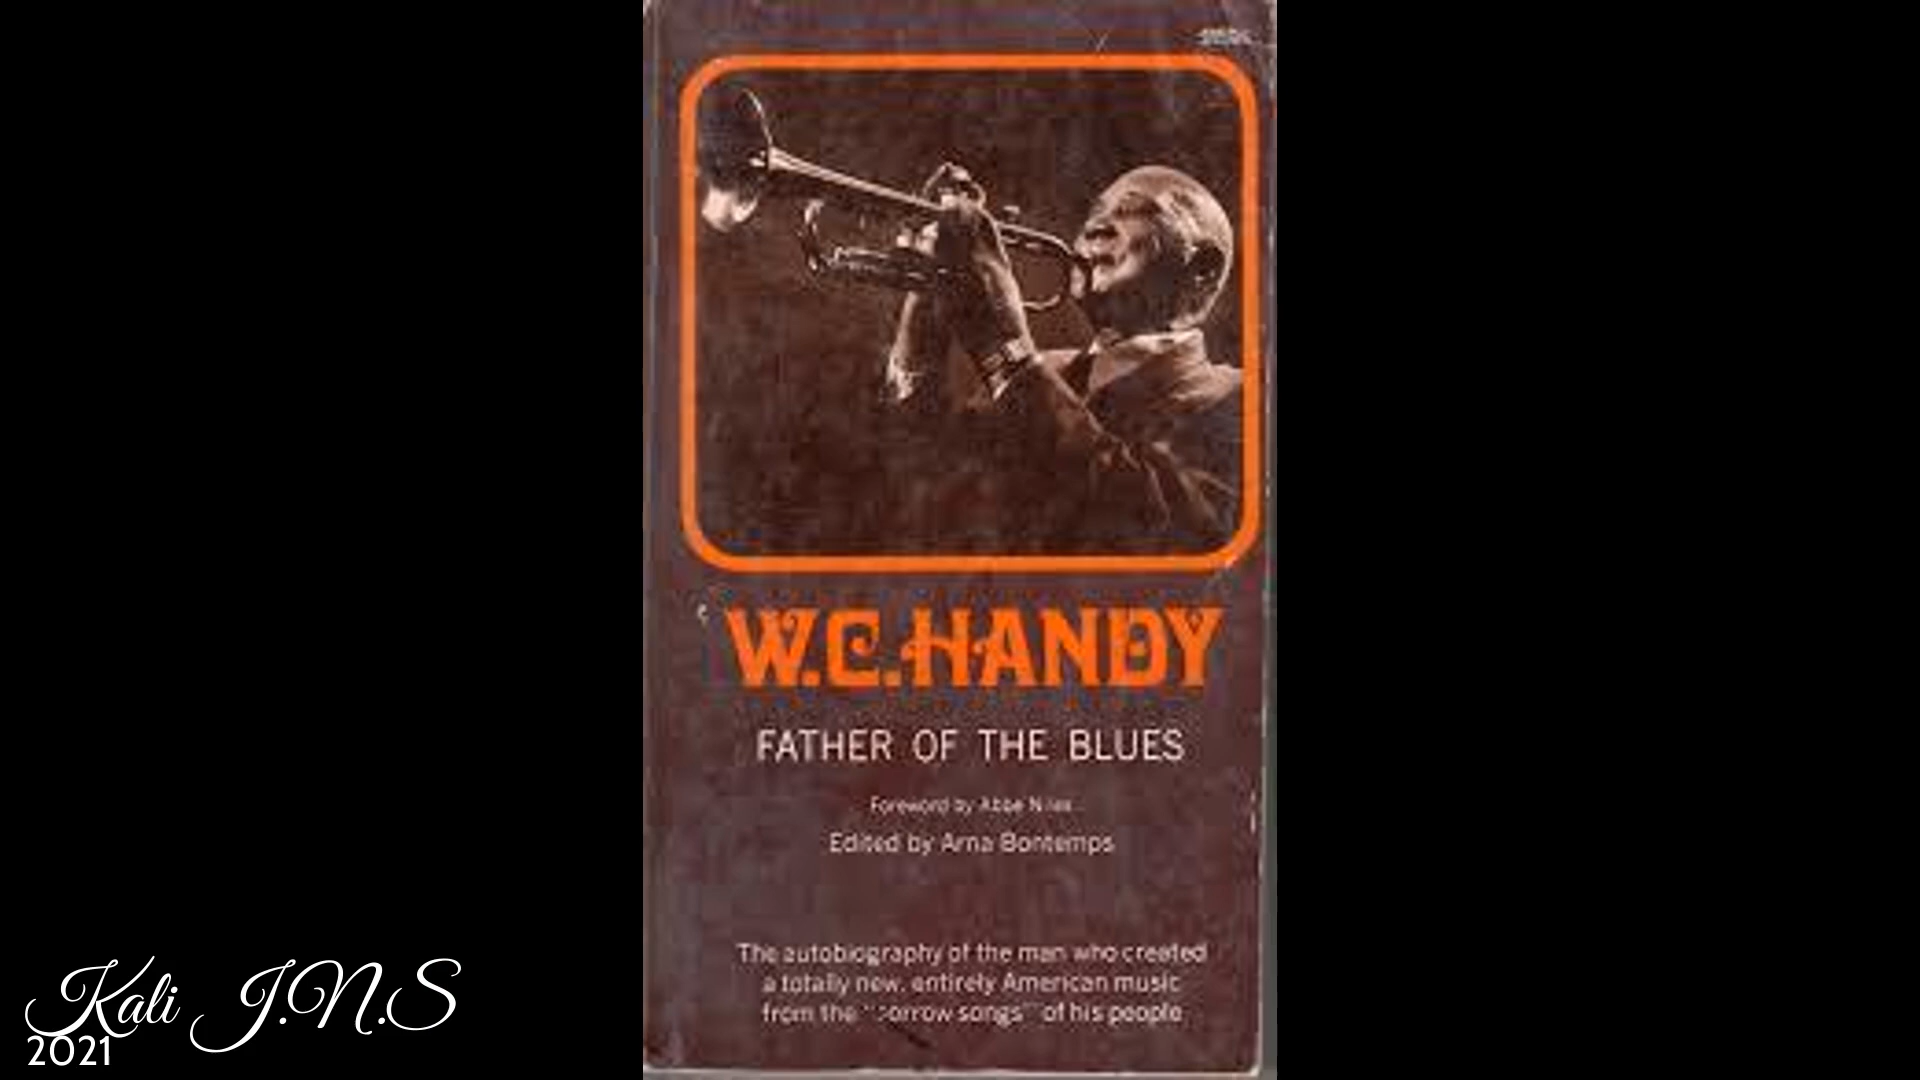 W.C.HANDY
FATHER OF THE BLUES
Foreword by Abbe Niles
Edited by Arna Bontemps
The autobiography of the man who created
a totally new, entirely American music
from the "sorrow songs" of his people
Kali J.N.S
2021